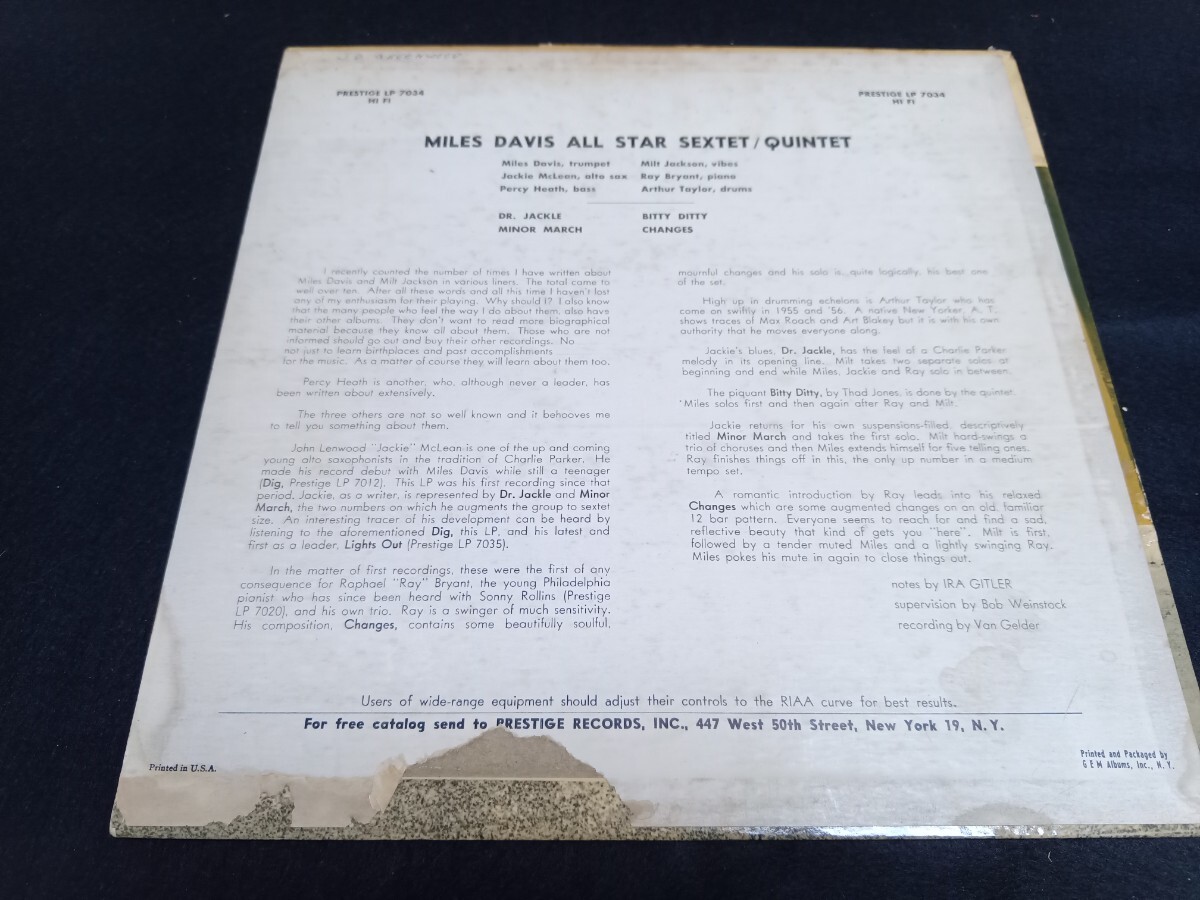 PRESTIGE LP 7034
HI FI
PRESTIGE LP 7034
HI FI
MILES DAVIS ALL STAR SEXTET/QUINTET
Miles Davis, trumpet
Milt Jackson, vibes
Jackie McLean, alto sax
Ray Bryant, piano
Percy Heath, bass
Arthur Taylor, drums
DR. JACKLE
BITTY DITTY
MINOR MARCH
CHANGES
I recently counted the number of times I have written about
Miles Davis and Milt Jackson in various liners. The total came to
well over ten. After all these words and all this time I haven't lost
any of my enthusiasm for their playing. Why should I? I also know
that the many people who feel the way I do about them, also have
their other albums. They don't want to read more biographical
material because they know all about them. Those who are not
informed should go out and buy their other recordings. No
not just to learn birthplaces and past accomplishments
for the music. As a matter of course they will learn about them too.
Percy Heath is another, who, although never a leader, has
been written about extensively.
The three others are not so well known and it behooves me
to tell you something about them.
John Lenwood "Jackie" McLean is one of the up and coming
young alto saxophonists in the tradition of Charlie Parker. He
made his record debut with Miles Davis while still a teenager
(Dig, Prestige LP 7012). This LP was his first recording since that
period. Jackie, as a writer, is represented by Dr. Jackle and Minor
March, the two numbers on which he augments the group to sextet
size. An interesting tracer of his development can be heard by
listening to the aforementioned Dig, this LP, and his latest and
first as a leader, Lights Out (Prestige LP 7035).
In the matter of first recordings, these were the first of any
consequence for Raphael "Ray" Bryant, the young Philadelphia
pianist who has since been heard with Sonny Rollins (Prestige
LP 7020), and his own trio. Ray is a swinger of much sensitivity.
His composition, Changes, contains some beautifully soulful,
mournful changes and his solo is, quite logically, his best one
of the set.
High up in drumming echelons is Arthur Taylor who has
come on swiftly in 1955 and '56. A native New Yorker, A. T.
shows traces of Max Roach and Art Blakey but it is with his own
authority that he moves everyone along.
Jackie's blues, Dr. Jackle, has the feel of a Charlie Parker
melody in its opening line. Milt takes two separate solos at
beginning and end while Miles, Jackie and Ray solo in between.
The piquant Bitty Ditty, by Thad Jones, is done by the quintet.
Miles solos first and then again after Ray and Milt.
Jackie returns for his own suspensions-filled, descriptively
titled Minor March and takes the first solo. Milt hard-swings a
trio of choruses and then Miles extends himself for five telling ones.
Ray finishes things off in this, the only up number in a medium
tempo set.
A romantic introduction by Ray leads into his relaxed
Changes which are some augmented changes on an old, familiar
12 bar pattern. Everyone seems to reach for and find a sad,
reflective beauty that kind of gets you "here". Milt is first,
followed by a tender muted Miles and a lightly swinging Ray.
Miles pokes his mute in again to close things out.
notes by IRA GITLER
supervision by Bob Weinstock
recording by Van Gelder
Users of wide-range equipment should adjust their controls to the RIAA curve for best results.
For free catalog send to PRESTIGE RECORDS, INC., 447 West 50th Street, New York 19, N.Y.
Printed in U.S.A.
Printed and Packaged by
G E M Albums, Inc., N. Y.